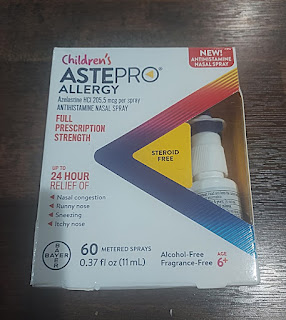 Children's
ASTEPRO®
ALLERGY
Azelastine HCl 205.5 mcg per spray
ANTIHISTAMINE NASAL SPRAY
NEW!
ANTIHISTAMINE
NASAL SPRAY
FULL
PRESCRIPTION
STRENGTH
STEROID
FREE
UP TO
24 HOUR
RELIEF OF
Nasal congestion
Runny nose
Sneezing
Itchy nose
BAYER
60 METERED SPRAYS
0.37 fl oz (11 mL)
Alcohol-Free
Fragrance-Free
AGE
6+